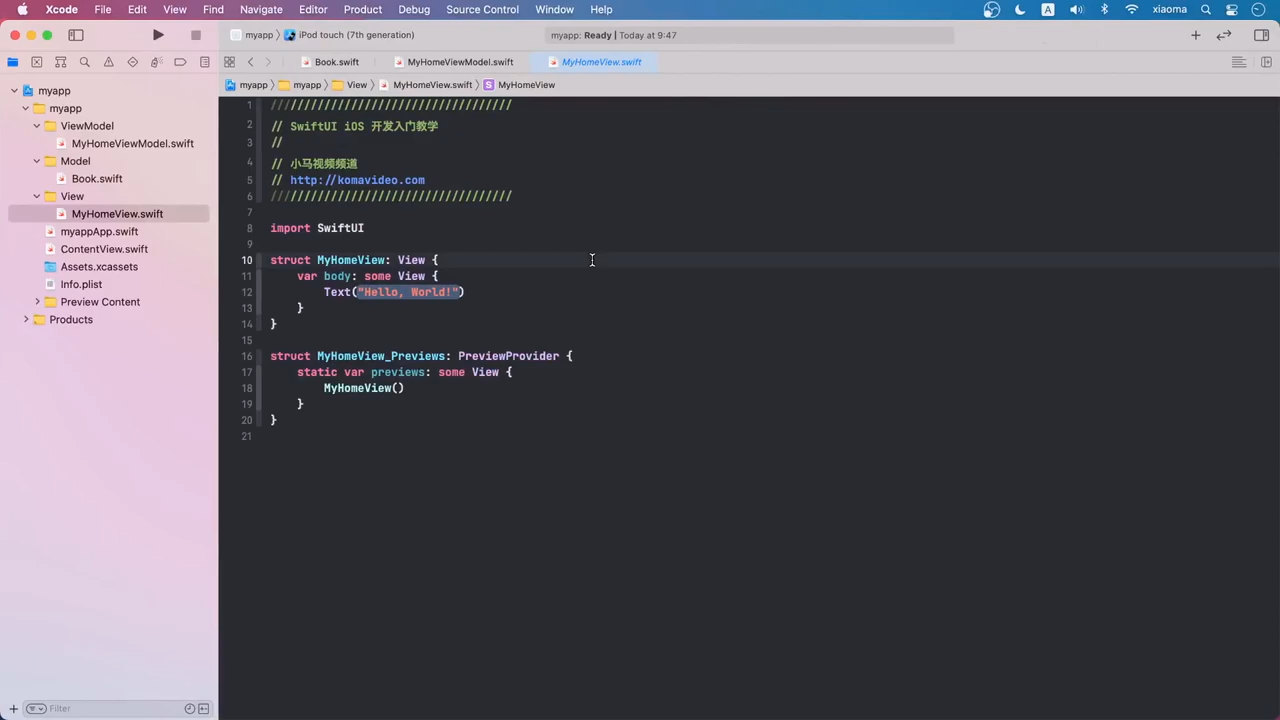 Xcode File Edit View Find Navigate Editor Product Debug Source Control Window Help A xiaoma
myapp iPod touch (7th generation) myapp: Ready | Today at 9:47
Book.swift MyHomeViewModel.swift MyHomeView.swift
myapp myapp View MyHomeView.swift S MyHomeView
myapp
myapp
ViewModel
MyHomeViewModel.swift
Model
Book.swift
View
MyHomeView.swift
myappApp.swift
ContentView.swift
Assets.xcassets
Info.plist
Preview Content
Products
Filter
1 ////////////////////////////////////
2 // SwiftUI iOS 开发入门教学
3 //
4 // 小马视频频道
5 // http://komavideo.com
6 ////////////////////////////////////
7
8 import SwiftUI
9
10 struct MyHomeView: View {
11 var body: some View {
12 Text("Hello, World!")
13 }
14 }
15
16 struct MyHomeView_Previews: PreviewProvider {
17 static var previews: some View {
18 MyHomeView()
19 }
20 }
21